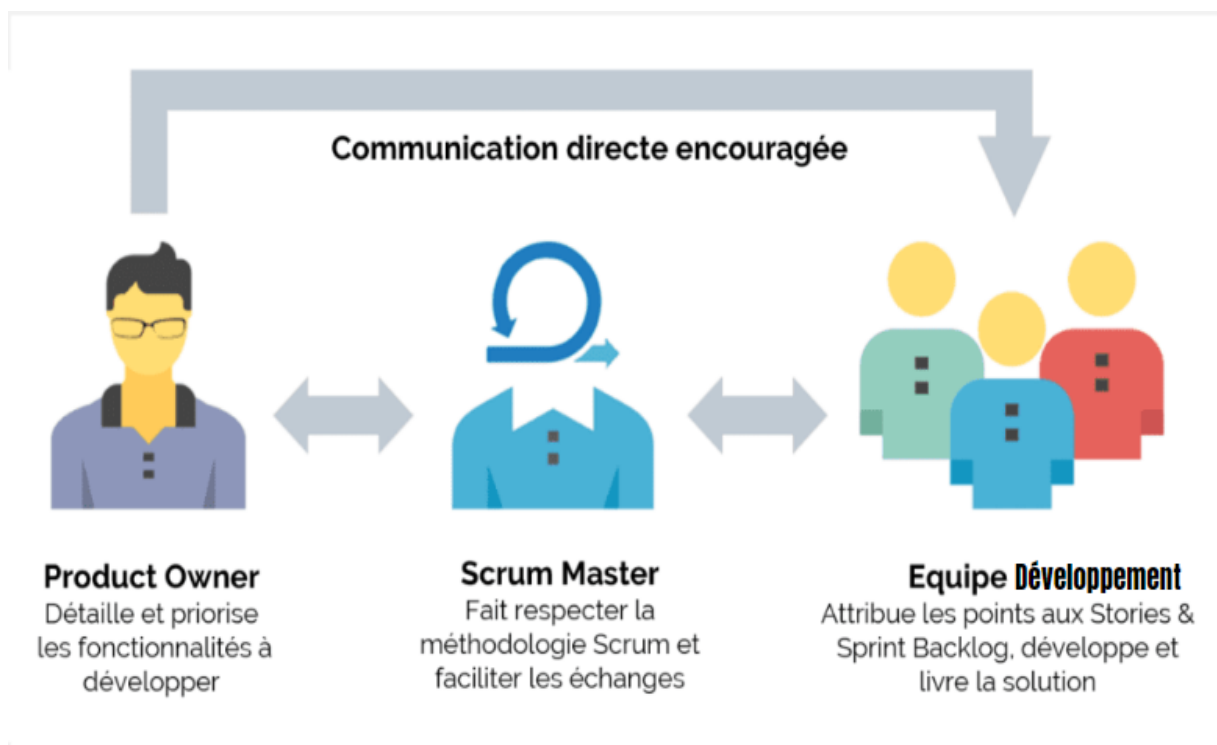 Communication directe encouragée
Product Owner
Détaille et priorise
les fonctionnalités à
développer
Scrum Master
Fait respecter la
méthodologie Scrum et
faciliter les échanges
Equipe Développement
Attribue les points aux Stories &
Sprint Backlog, développe et
livre la solution